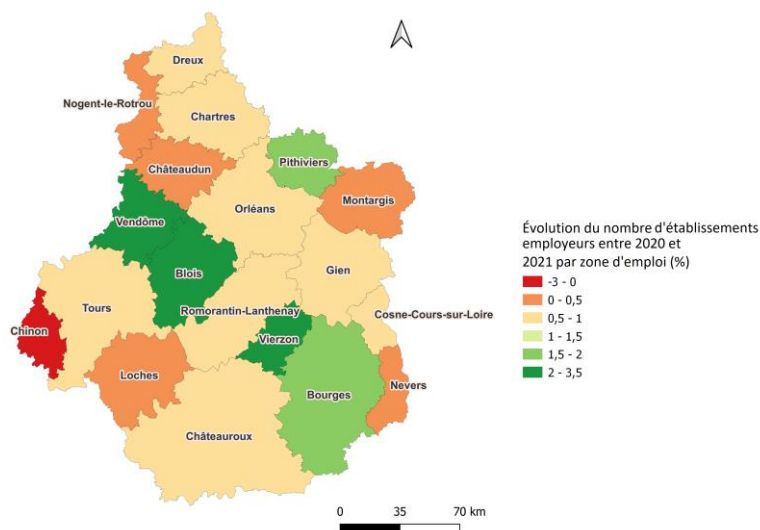 Dreux
Nogent-le-Rotrou
Chartres
Châteaudun
Pithiviers
Montargis
Orléans
Vendôme
Blois
Gien
Tours
Romorantin-Lanthenay
Cosne-Cours-sur-Loire
Chinon
Vierzon
Loches
Bourges
Nevers
Châteauroux
Évolution du nombre d'établissements
employeurs entre 2020 et
2021 par zone d'emploi (%)
-3 - 0
0 - 0,5
0,5 - 1
1 - 1,5
1,5 - 2
2 - 3,5
0 35 70 km